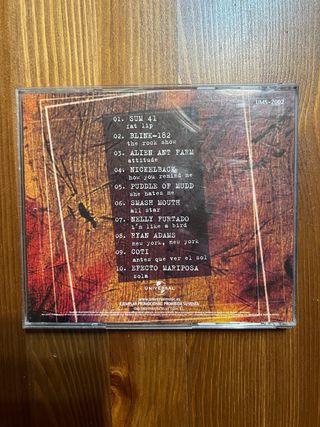 UMS-2002
01. SUM 41
fat lip
02. BLINK-182
the rock show
03. ALIEN ANT FARM
attitude
04. NICKELBACK
how you remind me
05. PUDDLE OF MUDD
she hates me
06. SMASH MOUTH
all star
07. NELLY FURTADO
i'm like a bird
08. RYAN ADAMS
new york, new york
09. COTI
antes que ver el sol
10. EFECTO MARIPOSA
sola
UNIVERSAL
www.universalmusic.es
EJEMPLAR PROMOCIONAL PROHIBIDA SU VENTA